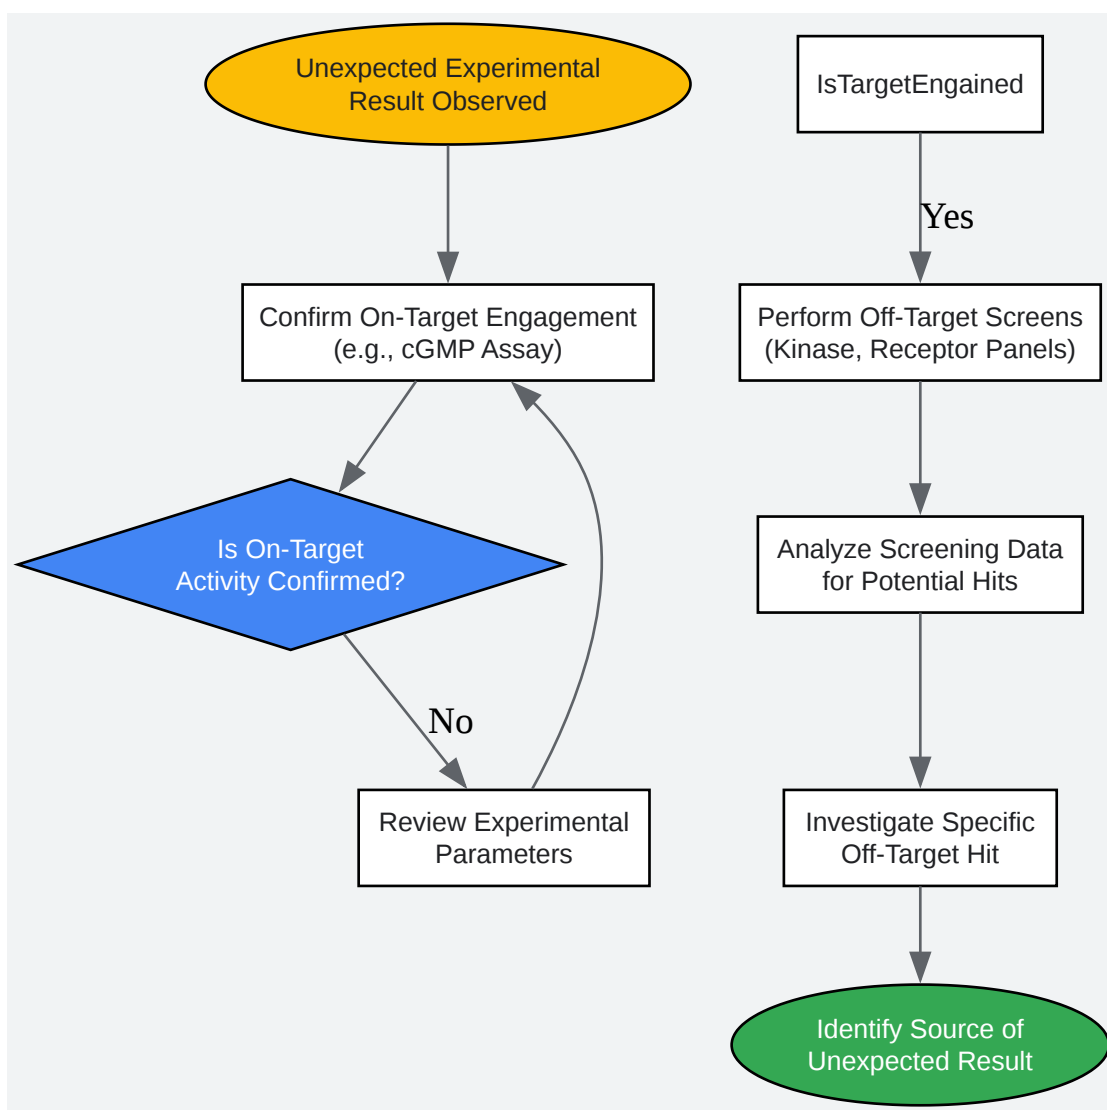 Unexpected Experimental
Result Observed
IsTargetEngained
Yes
Confirm On-Target Engagement
(e.g., cGMP Assay)
Perform Off-Target Screens
(Kinase, Receptor Panels)
Is On-Target
Activity Confirmed?
Analyze Screening Data
for Potential Hits
No
Review Experimental
Parameters
Investigate Specific
Off-Target Hit
Identify Source of
Unexpected Result